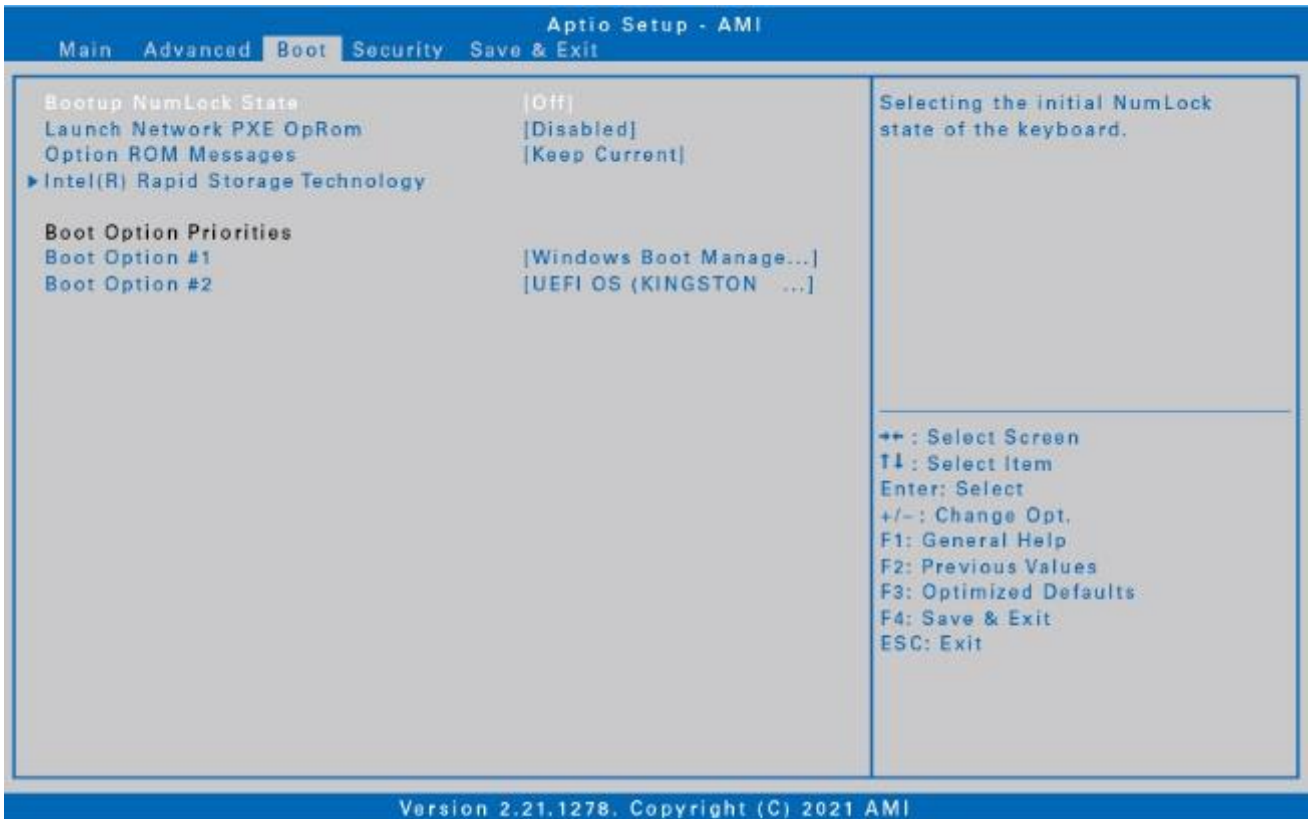 Aptio Setup - AMI
Main Advanced Boot Security Save & Exit
Bootup NumLock State [Off]
Launch Network PXE OpRom [Disabled]
Option ROM Messages [Keep Current]
▶Intel(R) Rapid Storage Technology
Boot Option Priorities
Boot Option #1 [Windows Boot Manage...]
Boot Option #2 [UEFI OS (KINGSTON ...]
Selecting the initial NumLock
state of the keyboard.
→← : Select Screen
↑↓ : Select Item
Enter: Select
+/–: Change Opt.
F1: General Help
F2: Previous Values
F3: Optimized Defaults
F4: Save & Exit
ESC: Exit
Version 2.21.1278. Copyright (C) 2021 AMI